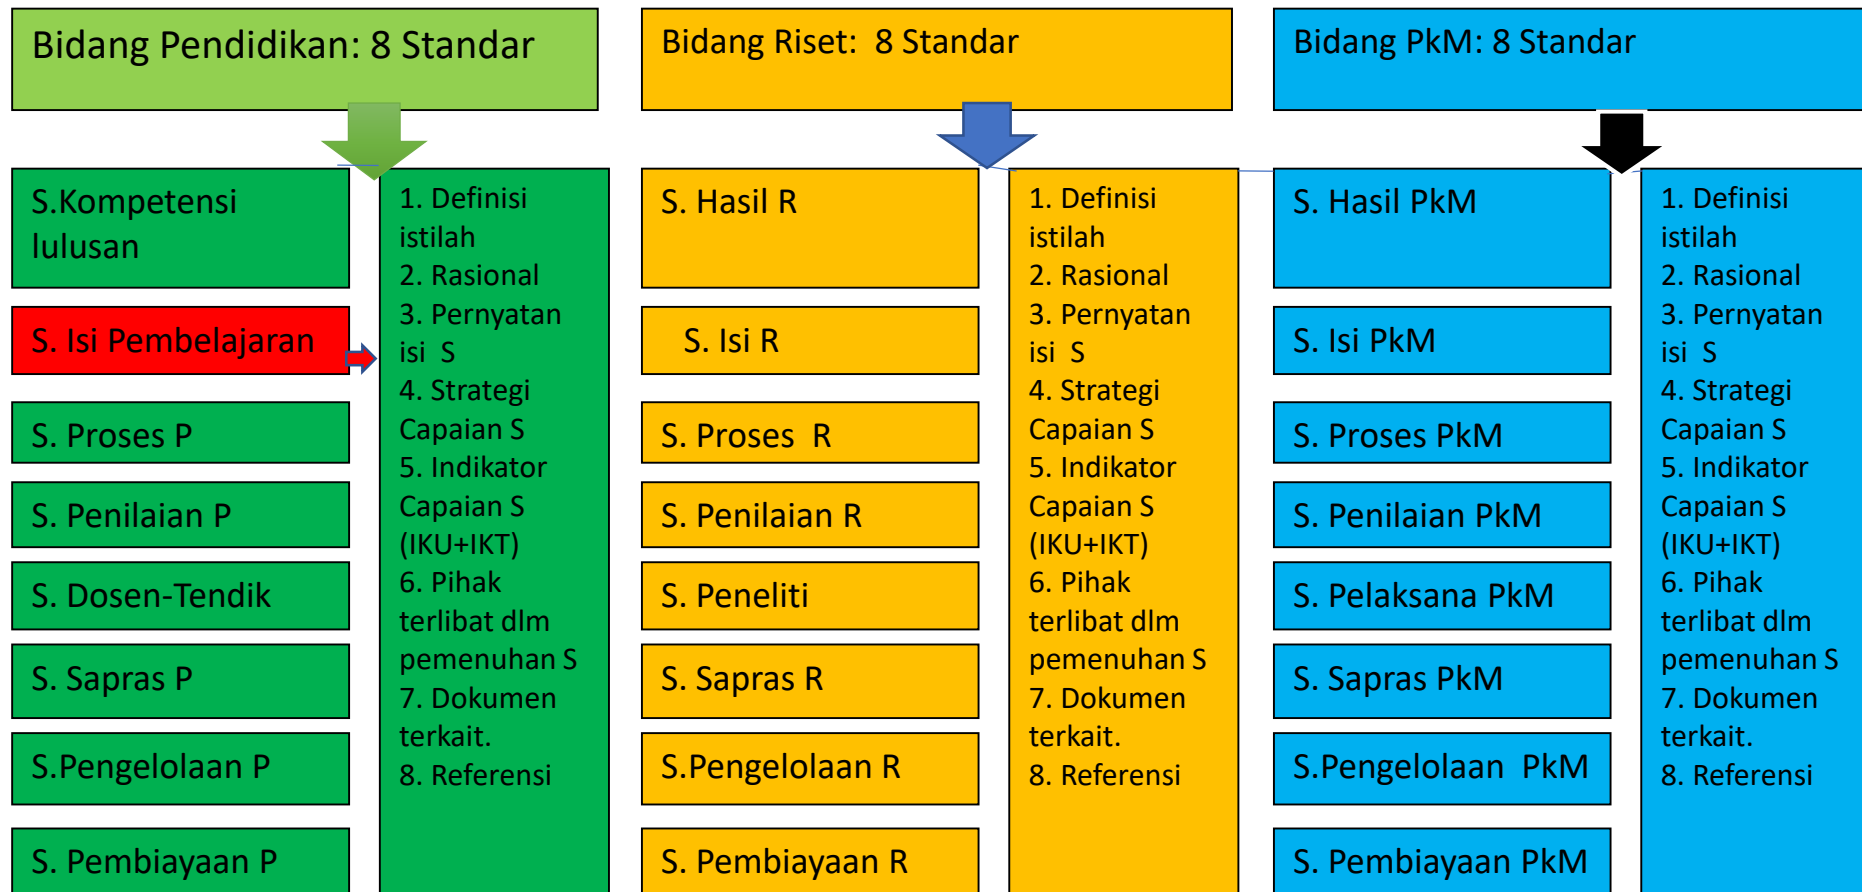 Bidang Pendidikan: 8 Standar
S.Kompetensi
lulusan
S. Isi Pembelajaran
S. Proses P
S. Penilaian P
S. Dosen-Tendik
S. Sapras P
S.Pengelolaan P
S. Pembiayaan P
1. Definisi
istilah
2. Rasional
3. Pernyatan
isi S
4. Strategi
Capaian S
5. Indikator
Capaian S
(IKU+IKT)
6. Pihak
terlibat dlm
pemenuhan S
7. Dokumen
terkait.
8. Referensi
Bidang Riset: 8 Standar
S. Hasil R
S. Isi R
S. Proses R
S. Penilaian R
S. Peneliti
S. Sapras R
S.Pengelolaan R
S. Pembiayaan R
1. Definisi
istilah
2. Rasional
3. Pernyatan
isi S
4. Strategi
Capaian S
5. Indikator
Capaian S
(IKU+IKT)
6. Pihak
terlibat dlm
pemenuhan S
7. Dokumen
terkait.
8. Referensi
Bidang PkM: 8 Standar
S. Hasil PkM
S. Isi PkM
S. Proses PkM
S. Penilaian PkM
S. Pelaksana PkM
S. Sapras PkM
S.Pengelolaan PkM
S. Pembiayaan PkM
1. Definisi
istilah
2. Rasional
3. Pernyatan
isi S
4. Strategi
Capaian S
5. Indikator
Capaian S
(IKU+IKT)
6. Pihak
terlibat dlm
pemenuhan S
7. Dokumen
terkait.
8. Referensi